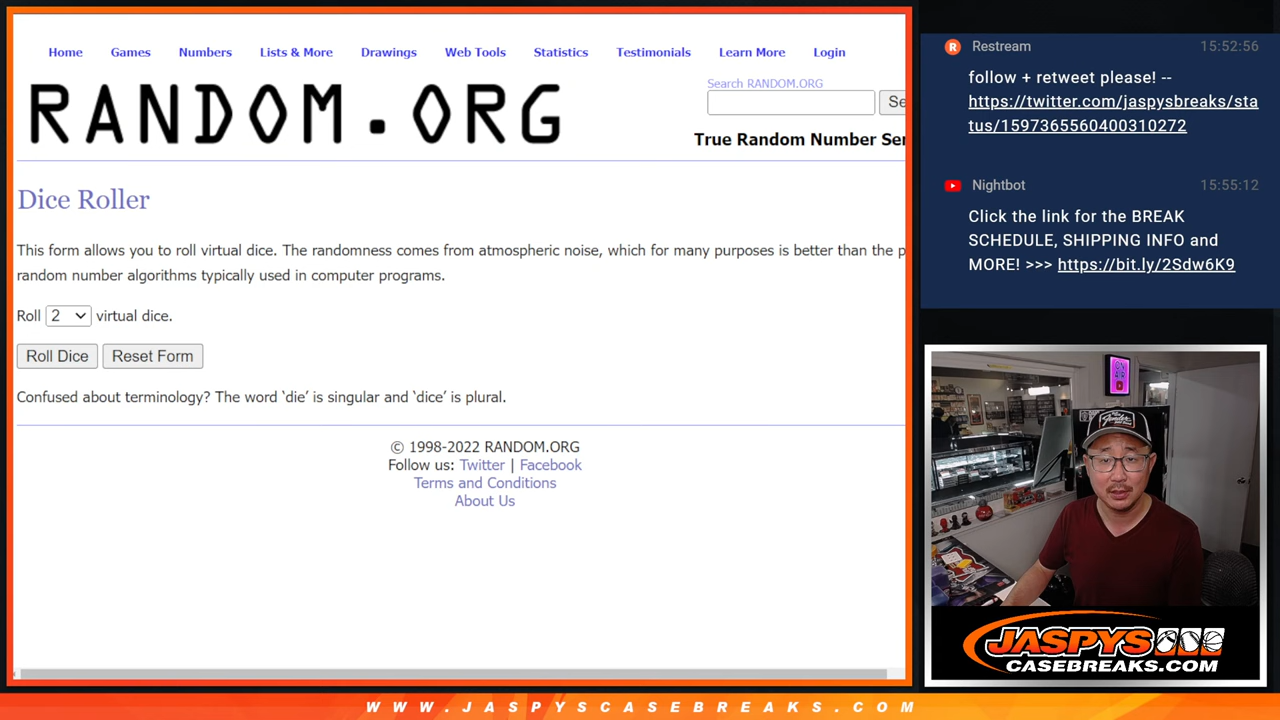 Home Games Numbers Lists & More Drawings Web Tools Statistics Testimonials Learn More Login
RANDOM.ORG
Search RANDOM.ORG
Se
True Random Number Ser
Dice Roller
This form allows you to roll virtual dice. The randomness comes from atmospheric noise, which for many purposes is better than the p
random number algorithms typically used in computer programs.
Roll 2 virtual dice.
Roll Dice Reset Form
Confused about terminology? The word ‘die’ is singular and ‘dice’ is plural.
© 1998-2022 RANDOM.ORG
Follow us: Twitter | Facebook
Terms and Conditions
About Us
Restream 15:52:56
follow + retweet please! --
https://twitter.com/jaspysbreaks/sta
tus/1597365560400310272
Nightbot 15:55:12
Click the link for the BREAK
SCHEDULE, SHIPPING INFO and
MORE! >>> https://bit.ly/2Sdw6K9
JASPYS
CASEBREAKS.COM
WWW.JASPYSCASEBREAKS.COM